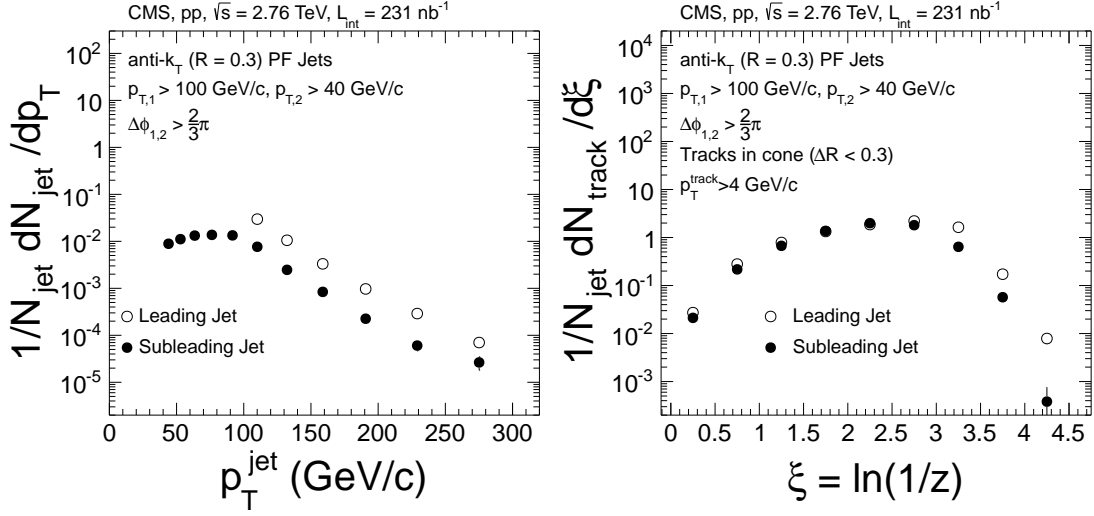 CMS, pp, √s = 2.76 TeV, L_int = 231 nb⁻¹
10²
10
1
10⁻¹
10⁻²
10⁻³
10⁻⁴
10⁻⁵
1/N_jet dN_jet /dp_T
anti-k_T (R = 0.3) PF Jets
p_T,1 > 100 GeV/c, p_T,2 > 40 GeV/c
Δϕ_1,2 > 2/3 π
Leading Jet
Subleading Jet
0 50 100 150 200 250 300
p_T^jet (GeV/c)
CMS, pp, √s = 2.76 TeV, L_int = 231 nb⁻¹
10⁴
10³
10²
10
1
10⁻¹
10⁻²
10⁻³
1/N_jet dN_track /dξ
anti-k_T (R = 0.3) PF Jets
p_T,1 > 100 GeV/c, p_T,2 > 40 GeV/c
Δϕ_1,2 > 2/3 π
Tracks in cone (ΔR < 0.3)
p_T^track>4 GeV/c
Leading Jet
Subleading Jet
0 0.5 1 1.5 2 2.5 3 3.5 4 4.5
ξ = ln(1/z)